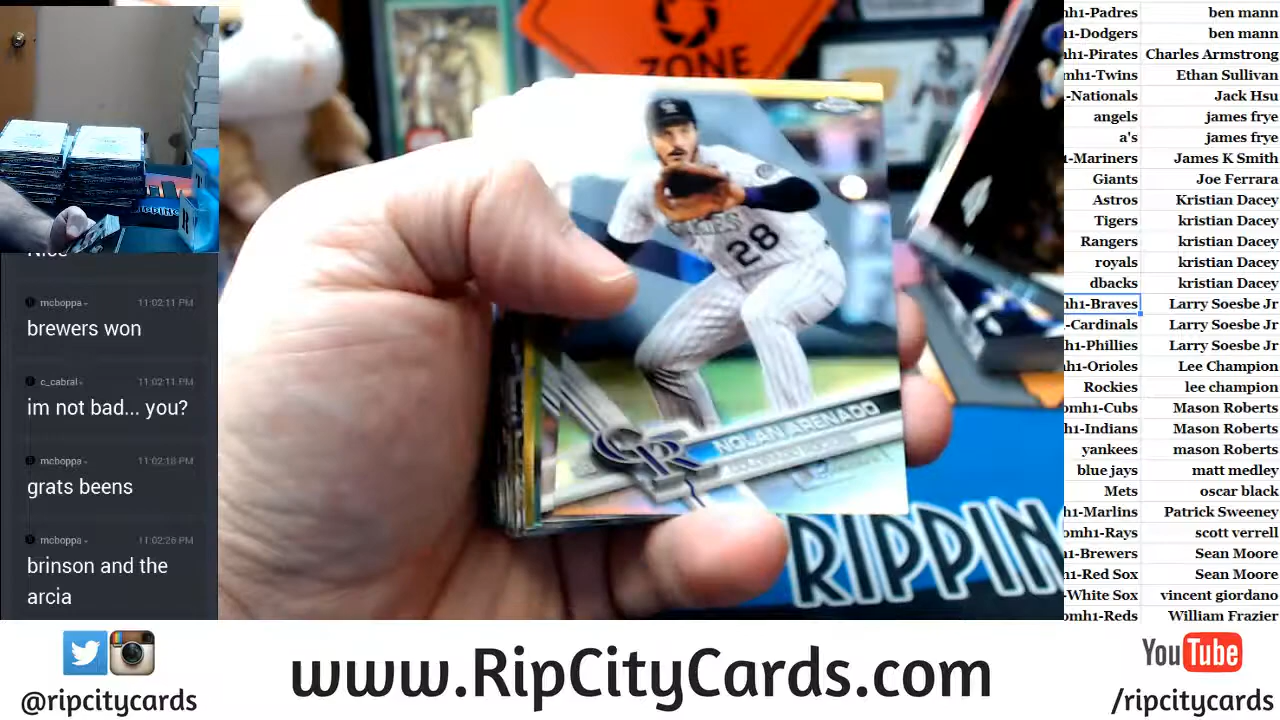 ZONE
28
NOLAN ARENADO
CR
RIPPIN
mcboppa 11:02:11 PM
brewers won
c_cabral 11:02:11 PM
im not bad... you?
mcboppa 11:02:18 PM
grats beens
mcboppa 11:02:26 PM
brinson and the
arcia
mh1-Padres ben mann
mh1-Dodgers ben mann
mh1-Pirates Charles Armstrong
omh1-Twins Ethan Sullivan
-Nationals Jack Hsu
angels james frye
a's james frye
1-Mariners James K Smith
Giants Joe Ferrara
Astros Kristian Dacey
Tigers kristian Dacey
Rangers kristian Dacey
royals kristian Dacey
dbacks kristian Dacey
mh1-Braves Larry Soesbe Jr
-Cardinals Larry Soesbe Jr
h1-Phillies Larry Soesbe Jr
h1-Orioles Lee Champion
Rockies lee champion
omh1-Cubs Mason Roberts
h1-Indians Mason Roberts
yankees mason Roberts
blue jays matt medley
Mets oscar black
h1-Marlins Patrick Sweeney
omh1-Rays scott verrell
h1-Brewers Sean Moore
h1-Red Sox Sean Moore
-White Sox vincent giordano
mh1-Reds William Frazier
@ripcitycards
www.RipCityCards.com
YouTube
/ripcitycards